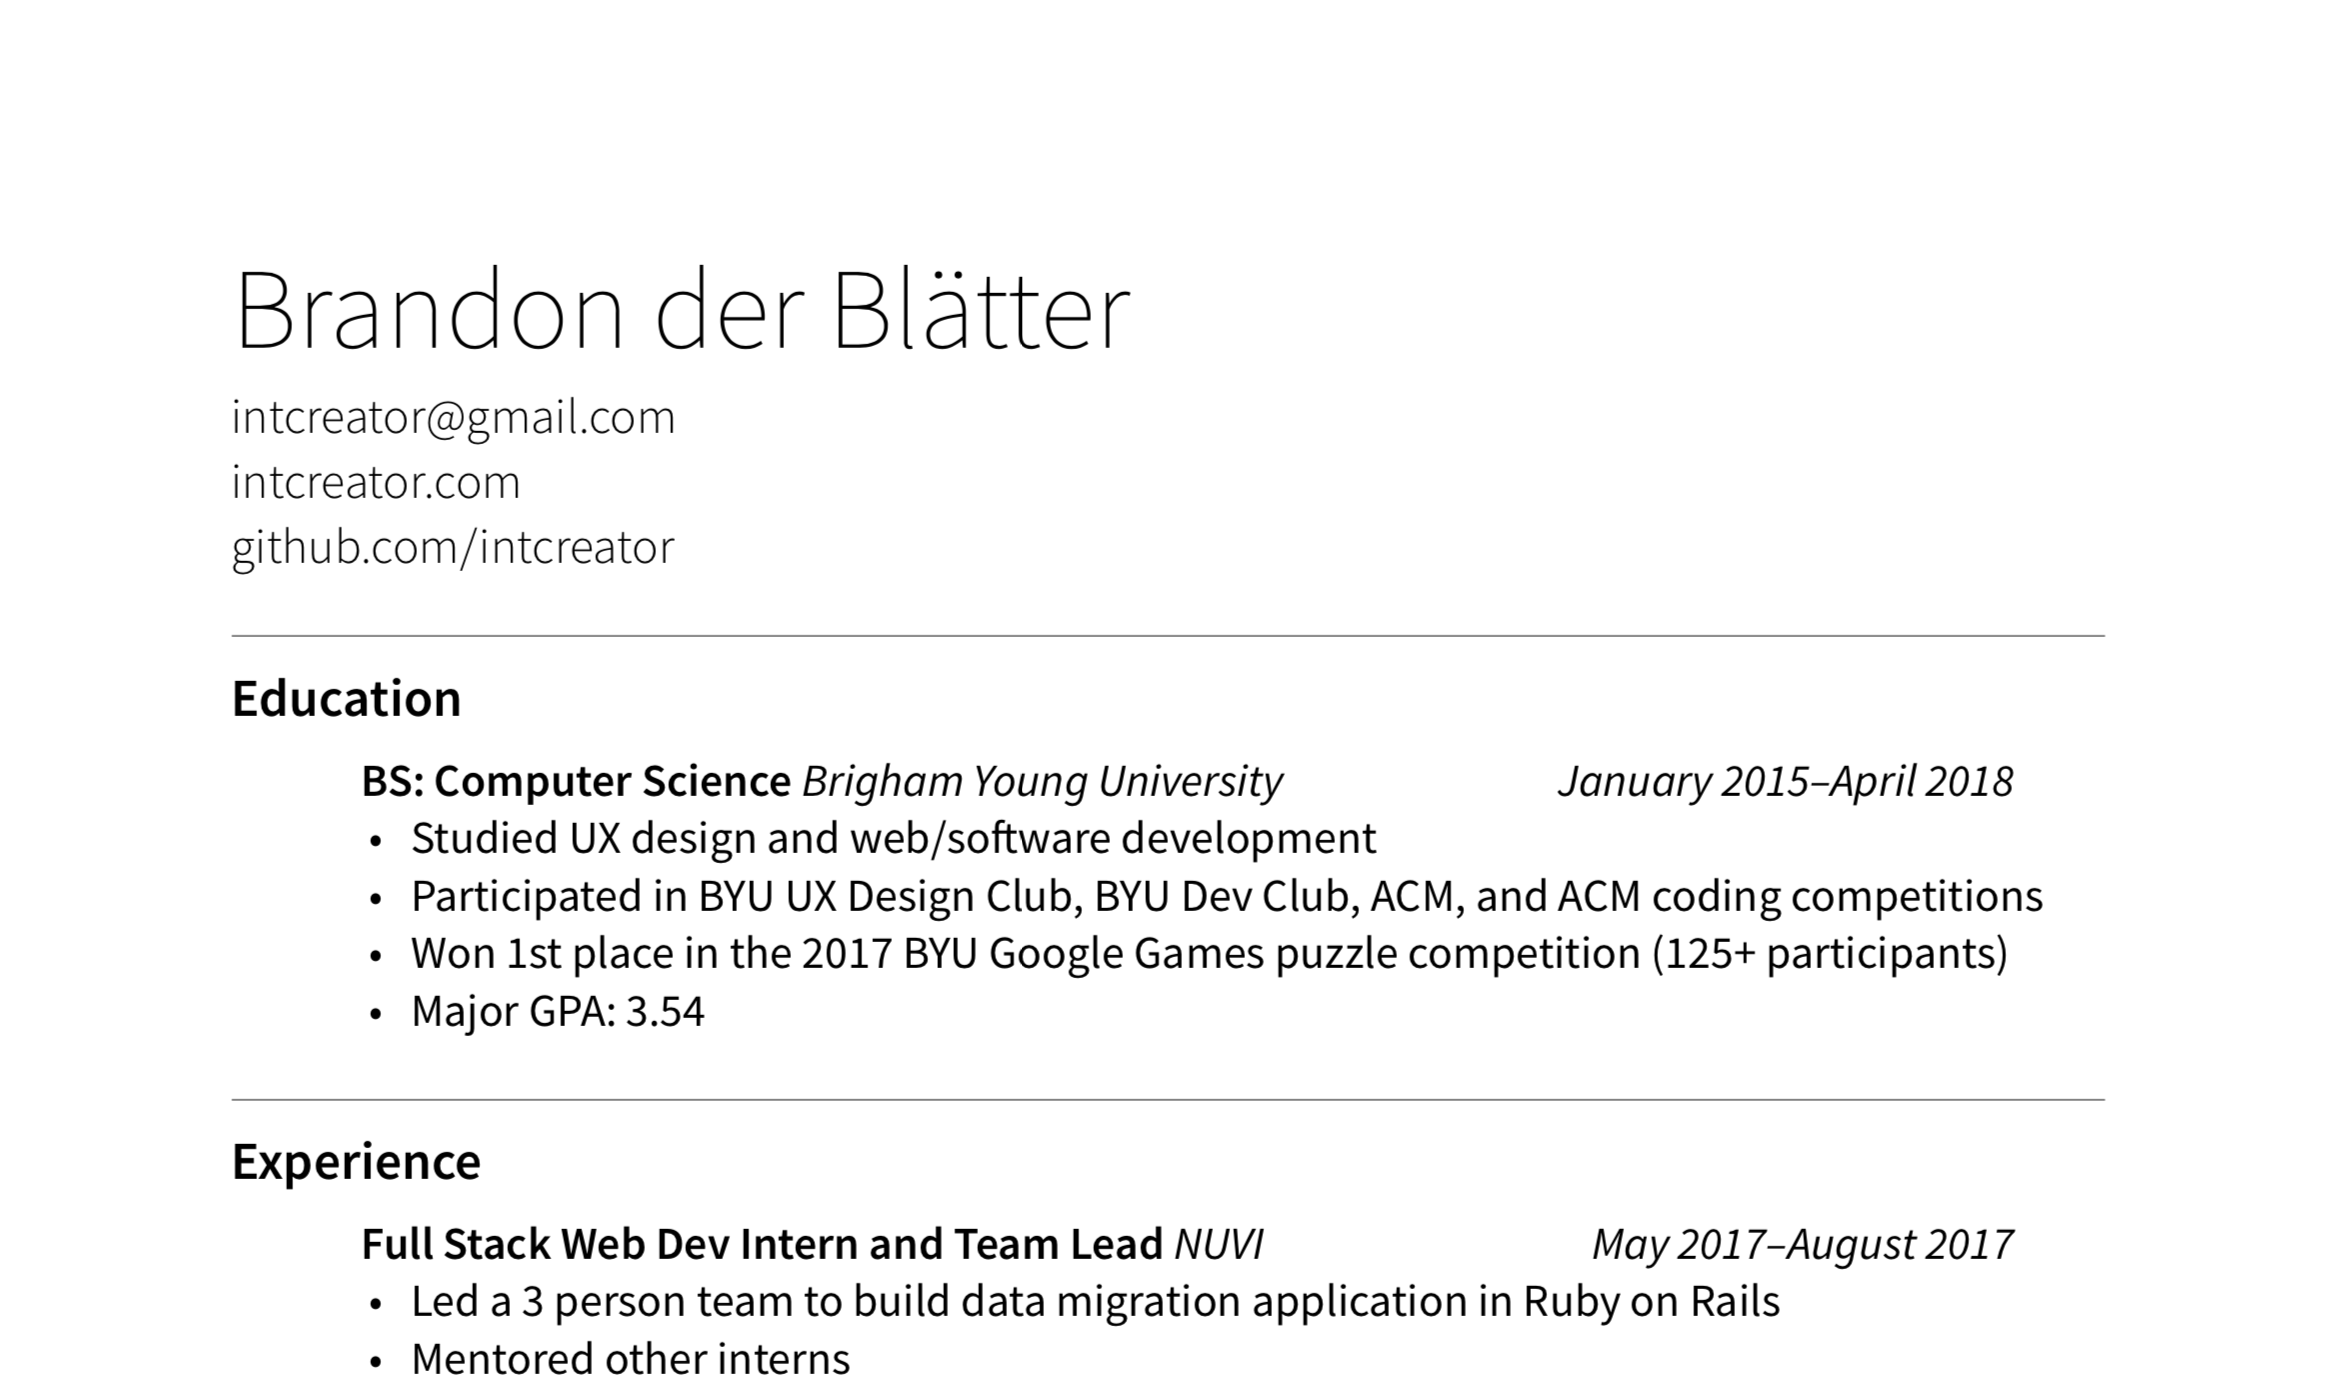 Brandon der Blätter
intcreator@gmail.com
intcreator.com
github.com/intcreator
Education
BS: Computer Science Brigham Young University January 2015–April 2018
• Studied UX design and web/software development
• Participated in BYU UX Design Club, BYU Dev Club, ACM, and ACM coding competitions
• Won 1st place in the 2017 BYU Google Games puzzle competition (125+ participants)
• Major GPA: 3.54
Experience
Full Stack Web Dev Intern and Team Lead NUVI May 2017–August 2017
• Led a 3 person team to build data migration application in Ruby on Rails
• Mentored other interns